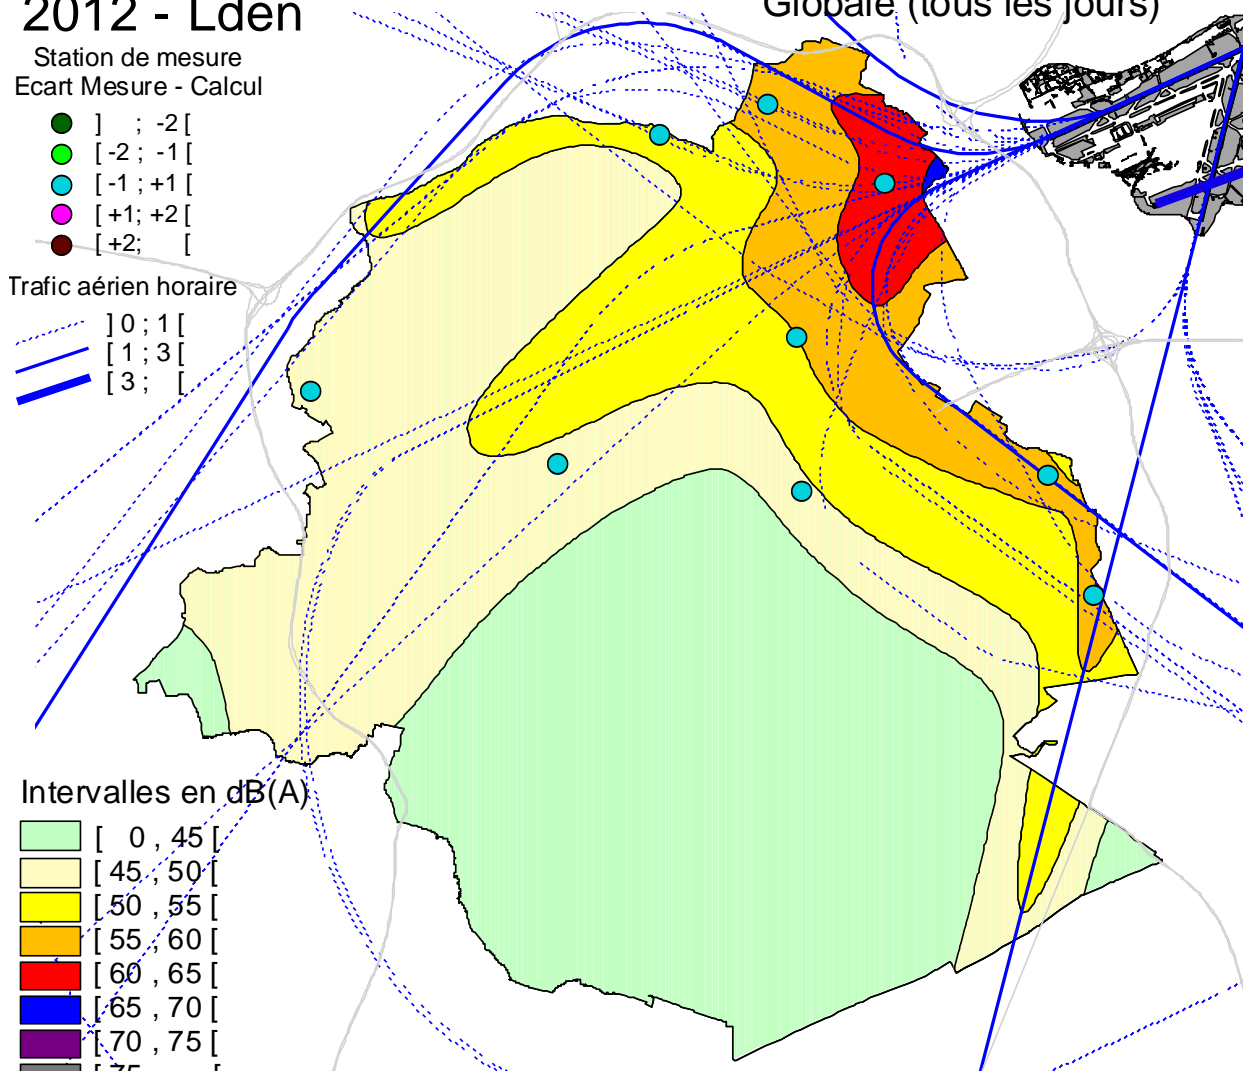 2012 - Lden
Globale (tous les jours)
Station de mesure
Ecart Mesure - Calcul
] ; -2 [
[ -2 ; -1 [
[ -1 ; +1 [
[ +1; +2 [
[ +2; [
Trafic aérien horaire
] 0 ; 1 [
[ 1 ; 3 [
[ 3 ; [
Intervalles en dB(A)
[ 0 , 45 [
[ 45 , 50 [
[ 50 , 55 [
[ 55 , 60 [
[ 60 , 65 [
[ 65 , 70 [
[ 70 , 75 [
[ 75 , [